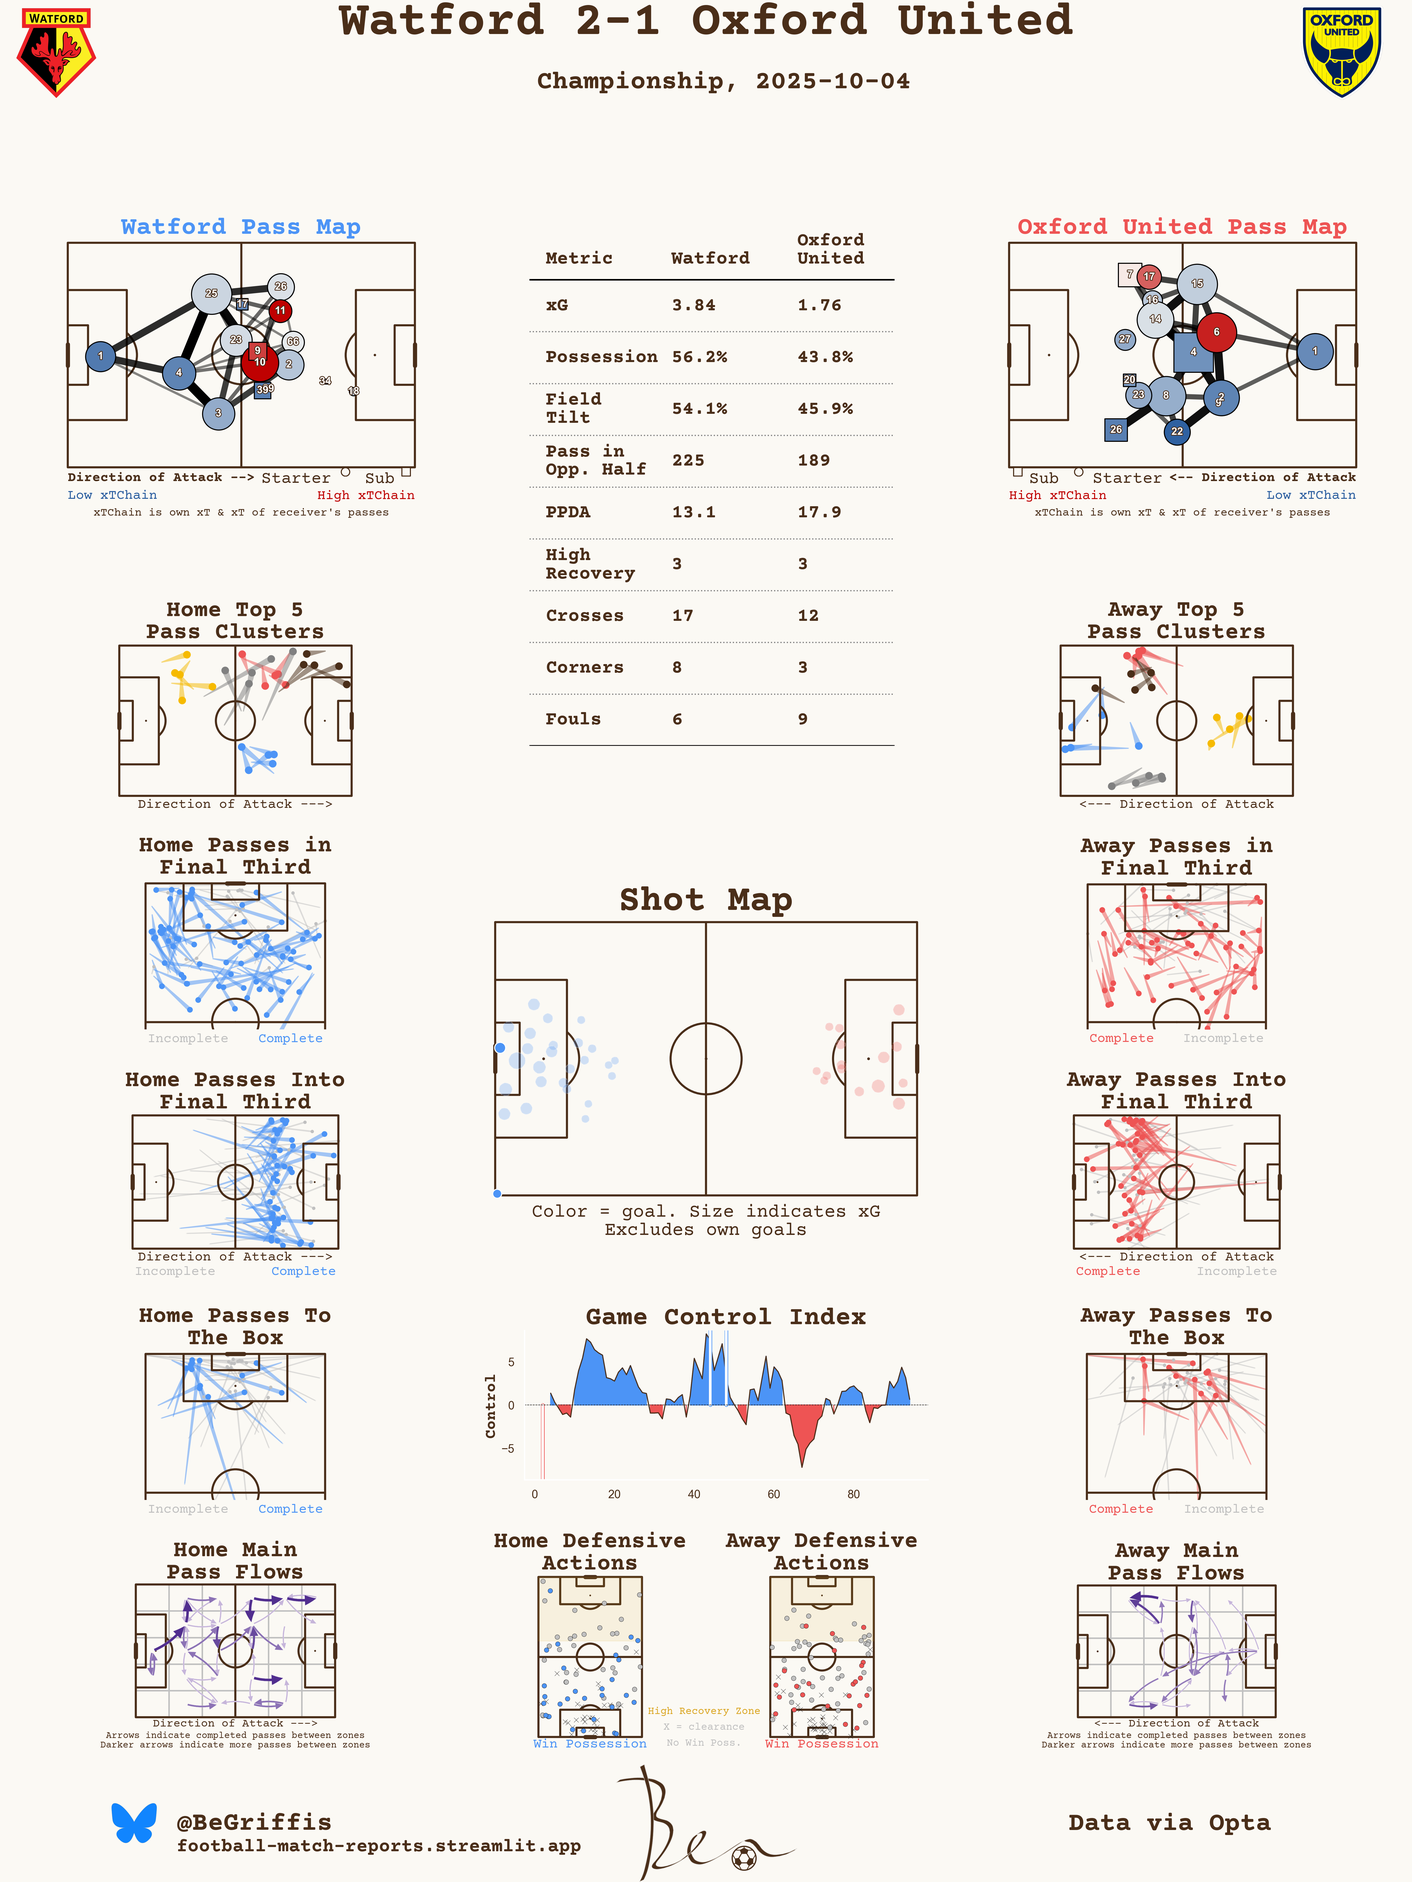 WATFORD
Watford 2-1 Oxford United
OXFORD
UNITED
Championship, 2025-10-04
Watford Pass Map
25
26
17
11
23
66
9
10
2
1
4
34
18
3
Direction of Attack --> Starter Sub
Low xTChain High xTChain
xTChain is own xT & xT of receiver's passes
Metric Watford Oxford United
xG 3.84 1.76
Possession 56.2% 43.8%
Field Tilt 54.1% 45.9%
Pass in Opp. Half 225 189
PPDA 13.1 17.9
High Recovery 3 3
Crosses 17 12
Corners 8 3
Fouls 6 9
Oxford United Pass Map
7
17
15
16
14
6
27
4
1
20
23
8
2
9
26
22
Sub Starter <-- Direction of Attack
High xTChain Low xTChain
xTChain is own xT & xT of receiver's passes
Home Top 5
Pass Clusters
Direction of Attack --->
Away Top 5
Pass Clusters
<--- Direction of Attack
Home Passes in
Final Third
Incomplete Complete
Away Passes in
Final Third
Complete Incomplete
Shot Map
Color = goal. Size indicates xG
Excludes own goals
Home Passes Into
Final Third
Direction of Attack --->
Incomplete Complete
Away Passes Into
Final Third
<--- Direction of Attack
Complete Incomplete
Home Passes To
The Box
Incomplete Complete
Game Control Index
Control
5
0
−5
0 20 40 60 80
Away Passes To
The Box
Complete Incomplete
Home Main
Pass Flows
Direction of Attack --->
Arrows indicate completed passes between zones
Darker arrows indicate more passes between zones
Home Defensive
Actions
Win Possession
Away Defensive
Actions
Win Possession
High Recovery Zone
X = clearance
No Win Poss.
Away Main
Pass Flows
<--- Direction of Attack
Arrows indicate completed passes between zones
Darker arrows indicate more passes between zones
@BeGriffis
football-match-reports.streamlit.app
Ben
Data via Opta